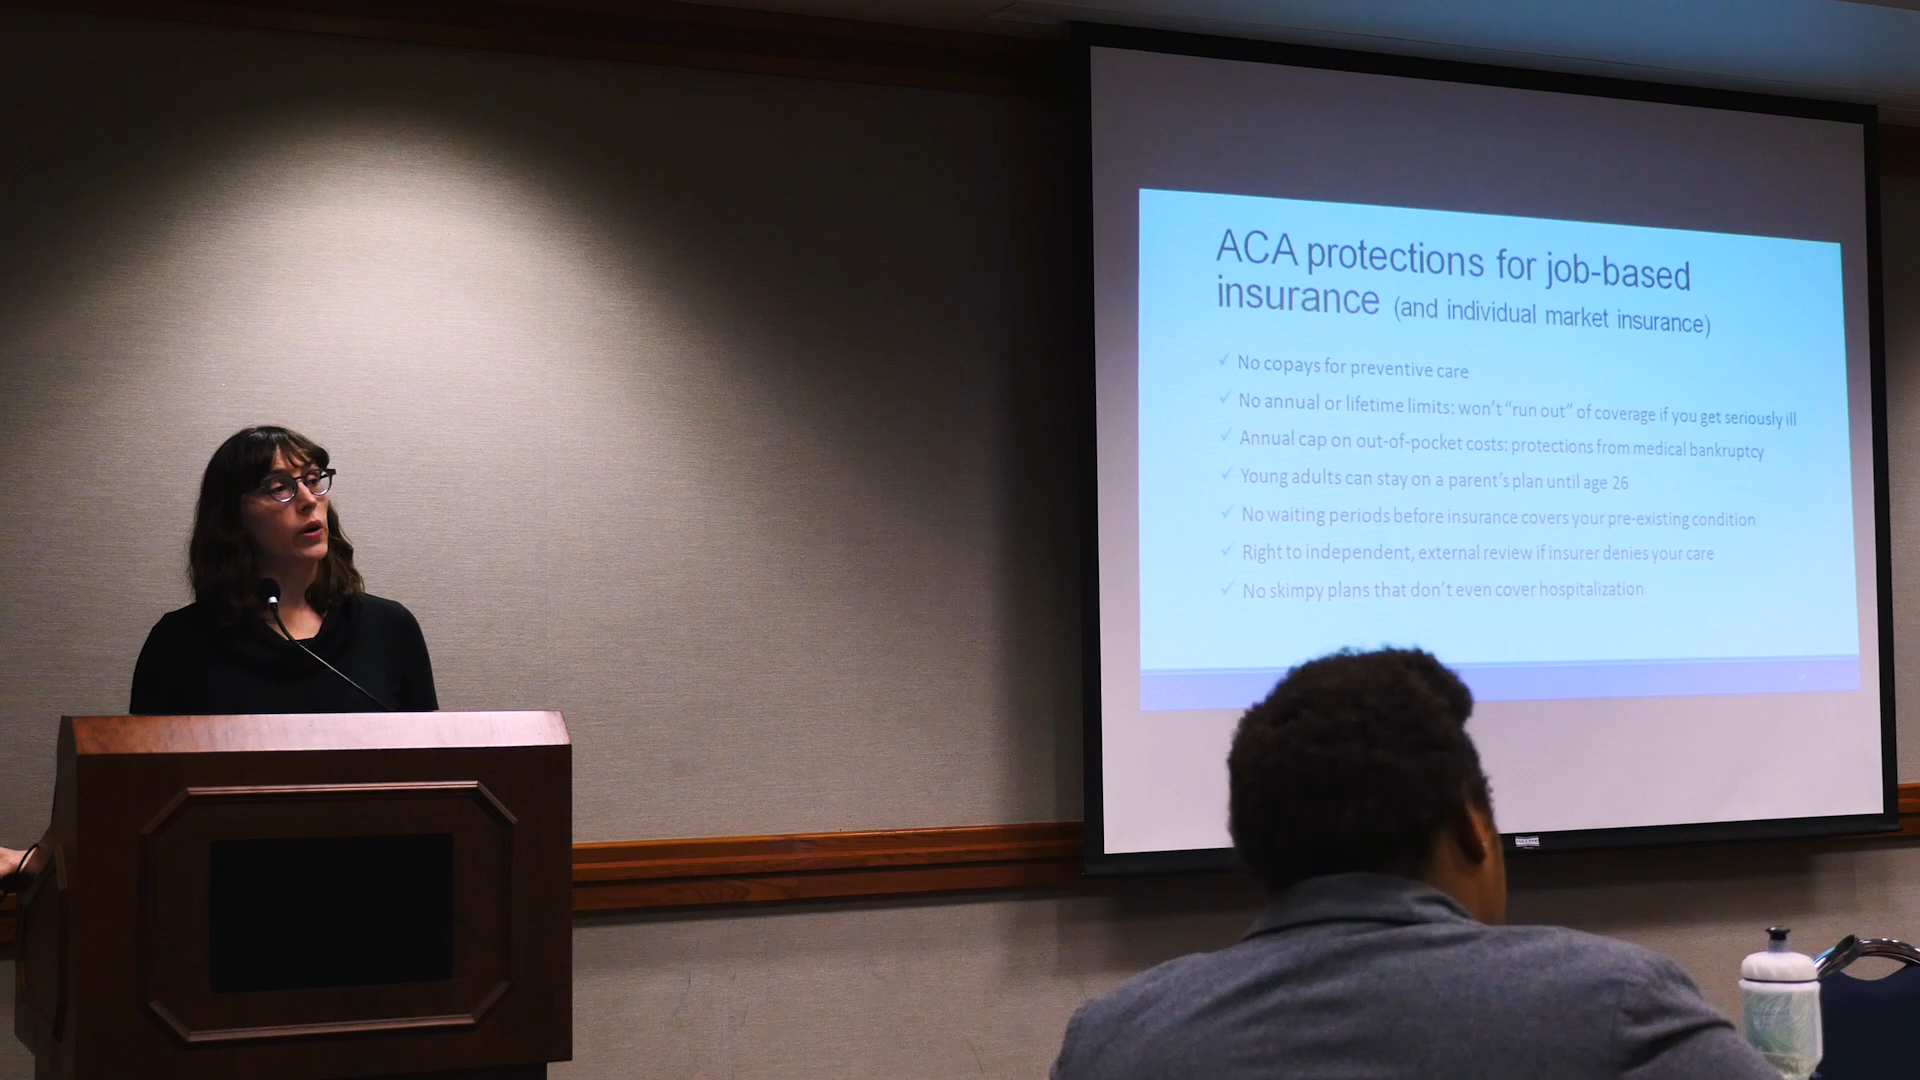 ACA protections for job-based
insurance (and individual market insurance)
✓ No copays for preventive care
✓ No annual or lifetime limits: won't “run out” of coverage if you get seriously ill
✓ Annual cap on out-of-pocket costs: protections from medical bankruptcy
✓ Young adults can stay on a parent's plan until age 26
✓ No waiting periods before insurance covers your pre-existing condition
✓ Right to independent, external review if insurer denies your care
✓ No skimpy plans that don't even cover hospitalization